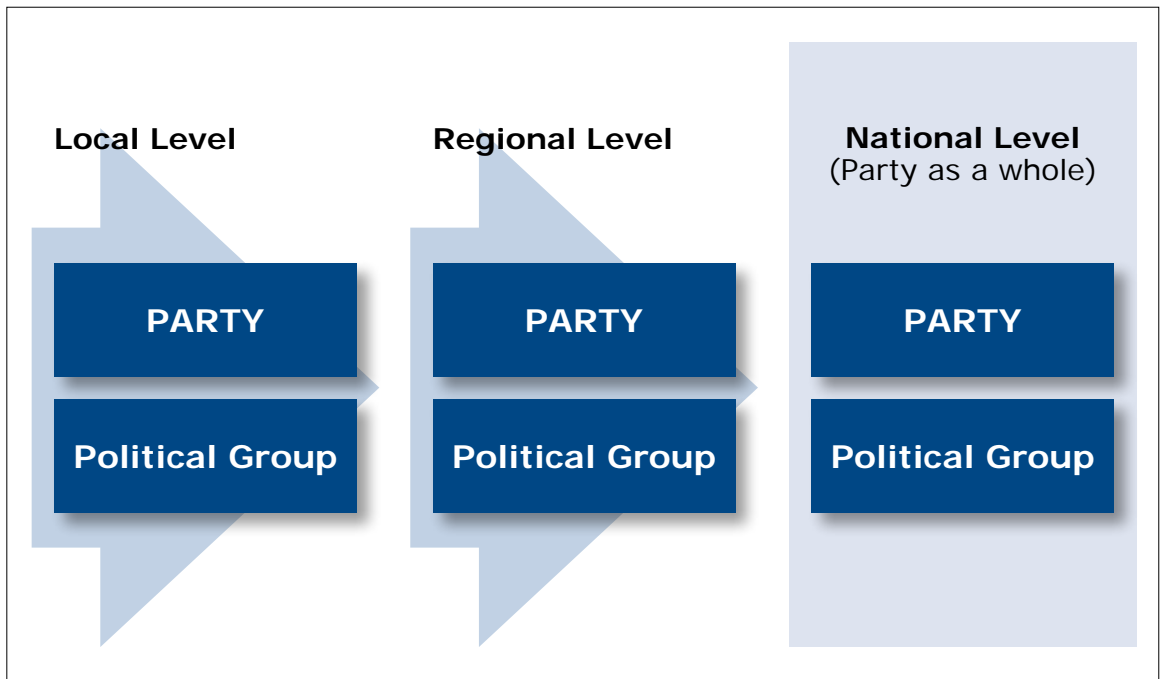 Local Level
PARTY
Political Group
Regional Level
PARTY
Political Group
National Level
(Party as a whole)
PARTY
Political Group